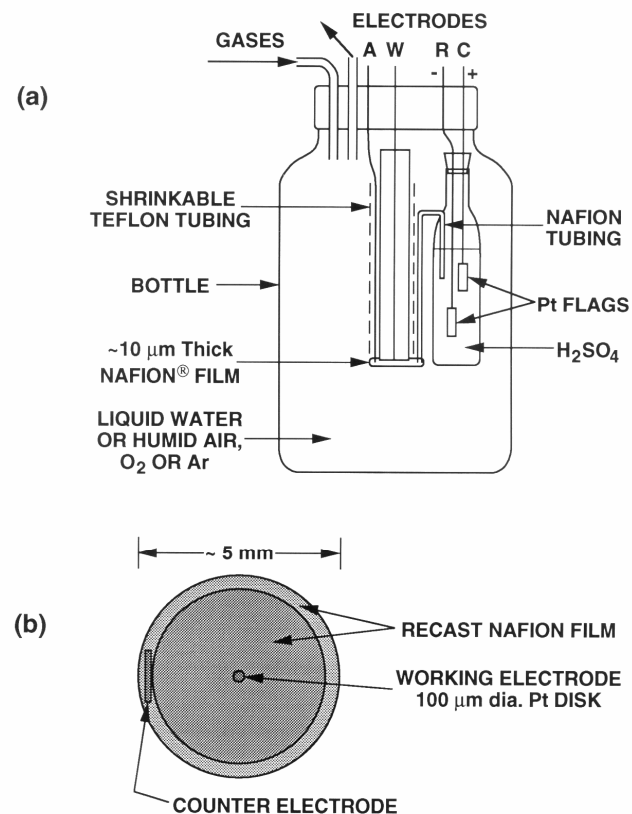 ELECTRODES
GASES
A W R C
- +
(a)
SHRINKABLE
TEFLON TUBING
NAFION
TUBING
BOTTLE
Pt FLAGS
~10 µm Thick
NAFION® FILM
H₂SO₄
LIQUID WATER
OR HUMID AIR,
O₂ OR Ar
~ 5 mm
(b)
RECAST NAFION FILM
WORKING ELECTRODE
100 µm dia. Pt DISK
COUNTER ELECTRODE